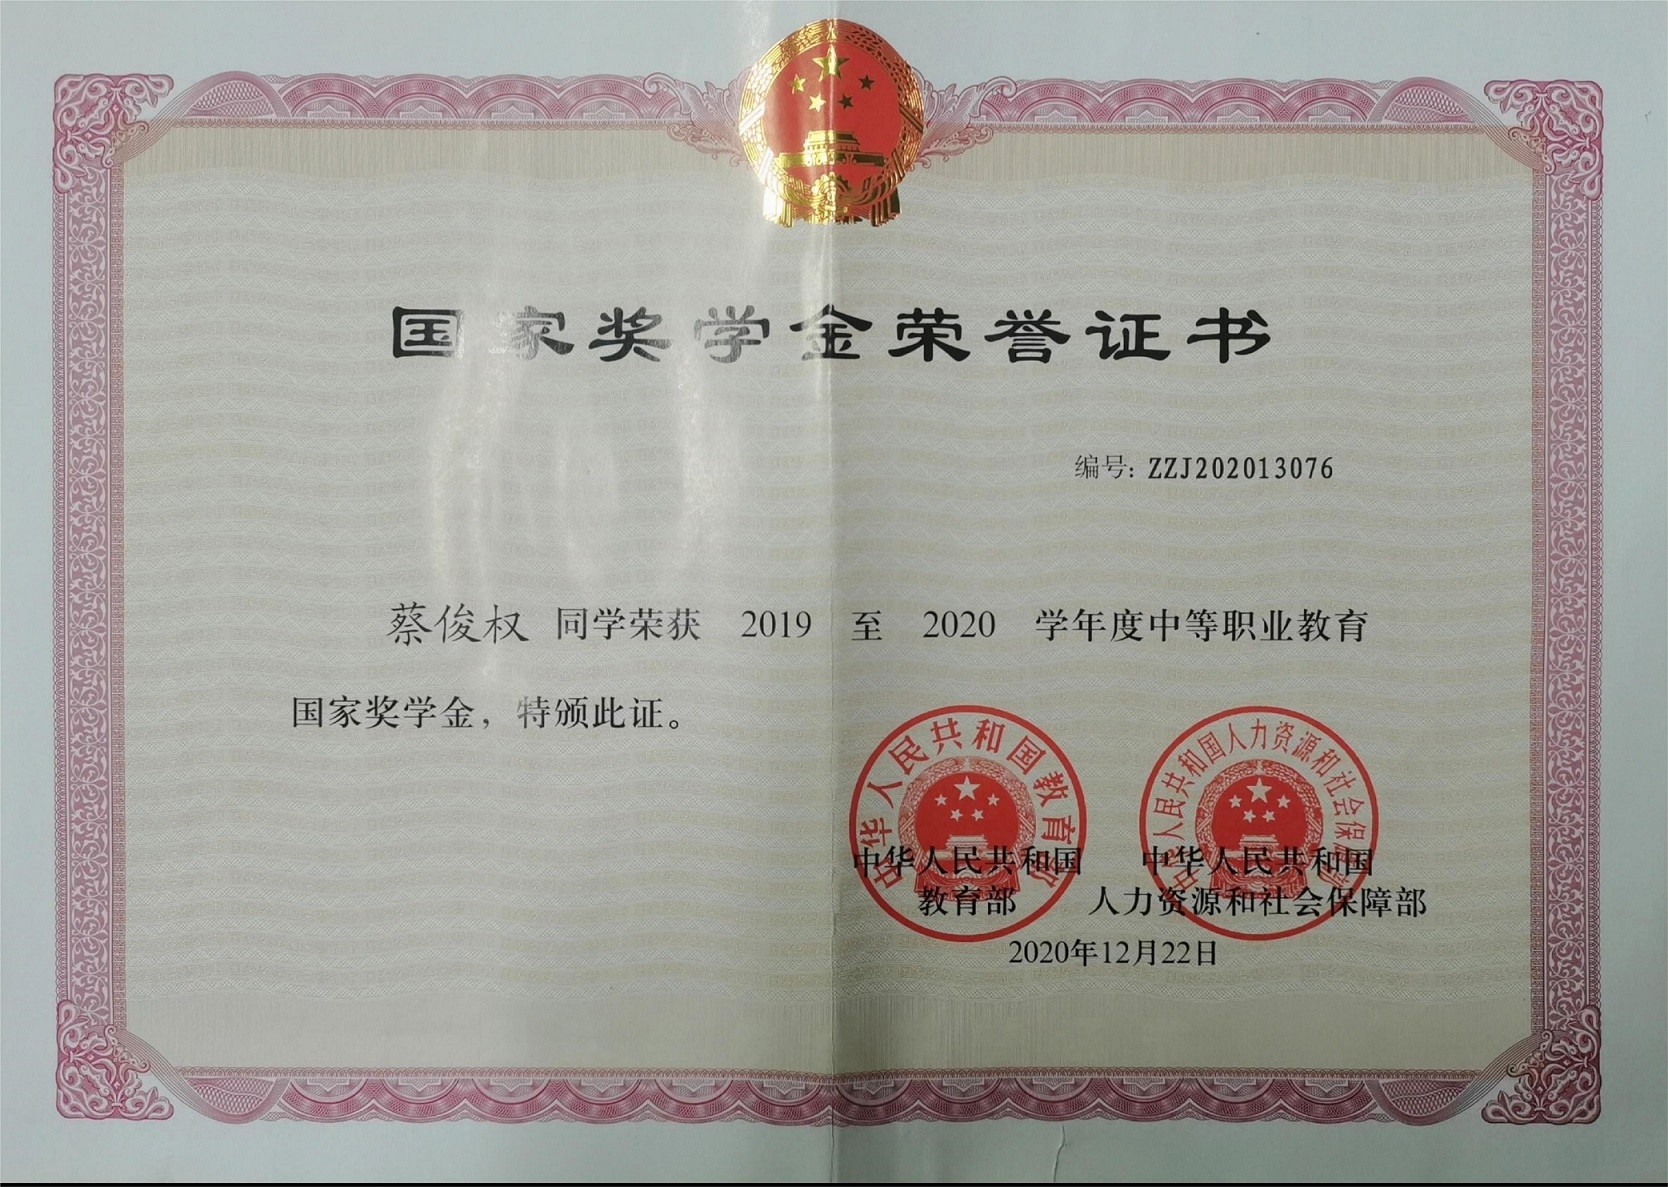 国家奖学金荣誉证书
编号: ZZJ202013076
蔡俊权 同学荣获 2019 至 2020 学年度中等职业教育
国家奖学金，特颁此证。
中华人民共和国教育部
中华人民共和国人力资源和社会保障部
中华人民共和国 中华人民共和国
教育部 人力资源和社会保障部
2020年12月22日